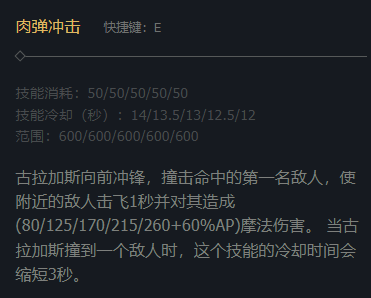 肉弹冲击 快捷键：E
技能消耗：50/50/50/50/50
技能冷却（秒）：14/13.5/13/12.5/12
范围：600/600/600/600/600
古拉加斯向前冲锋，撞击命中的第一名敌人，使
附近的敌人击飞1秒并对其造成
(80/125/170/215/260+60%AP)摩法伤害。 当古
拉加斯撞到一个敌人时，这个技能的冷却时间会
缩短3秒。